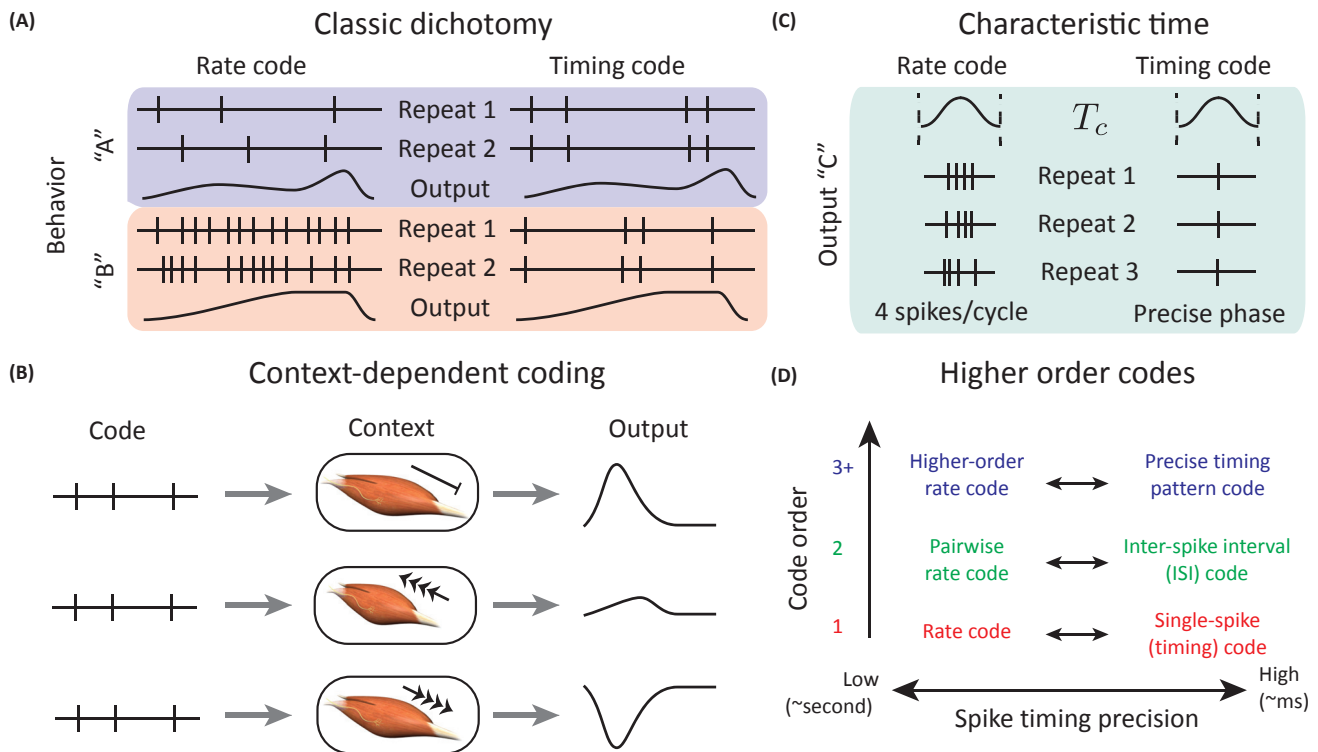 (A)
Classic dichotomy
Rate code
Timing code
Behavior
"A"
Repeat 1
Repeat 2
Output
"B"
Repeat 1
Repeat 2
Output
(C)
Characteristic time
Rate code
Timing code
Output "C"
T_c
Repeat 1
Repeat 2
Repeat 3
4 spikes/cycle
Precise phase
(B)
Context-dependent coding
Code
Context
Output
(D)
Higher order codes
Code order
3+
Higher-order
rate code
Precise timing
pattern code
2
Pairwise
rate code
Inter-spike interval
(ISI) code
1
Rate code
Single-spike
(timing) code
Low
(~second)
High
(~ms)
Spike timing precision